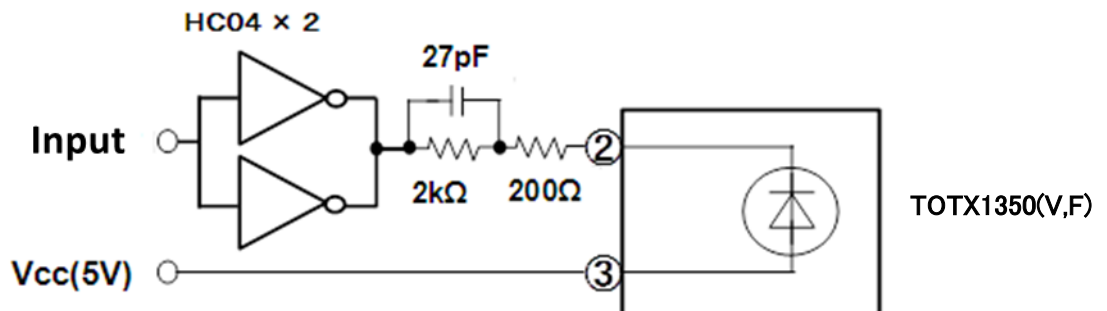 HC04 × 2
27pF
Input
2kΩ
200Ω
②
TOTX1350(V,F)
Vcc(5V)
③